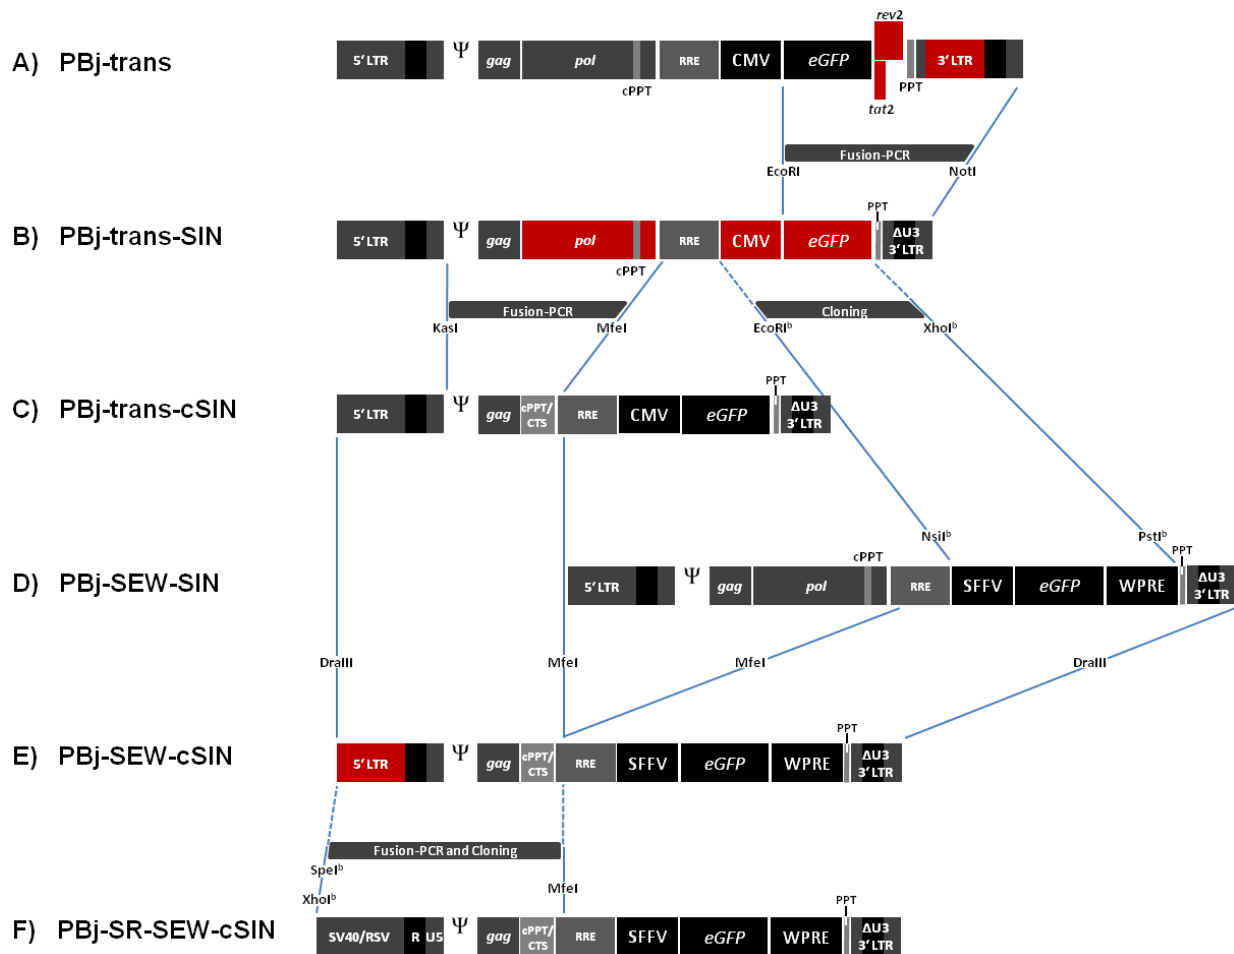 rev2
A) PBj-trans
5' LTR Ψ gag pol RRE CMV eGFP 3' LTR
cPPT PPT
tat2
Fusion-PCR
EcoRI NotI
PPT
B) PBj-trans-SIN
5' LTR Ψ gag pol RRE CMV eGFP ΔU3
3' LTR
cPPT
Fusion-PCR Cloning
KasI MfeI EcoRIᵇ XhoIᵇ
PPT
C) PBj-trans-cSIN
5' LTR Ψ gag cPPT/
CTS RRE CMV eGFP ΔU3
3' LTR
NsiIᵇ PstIᵇ
cPPT PPT
D) PBj-SEW-SIN
5' LTR Ψ gag pol RRE SFFV eGFP WPRE ΔU3
3' LTR
DraIII MfeI MfeI DraIII
PPT
E) PBj-SEW-cSIN
5' LTR Ψ gag cPPT/
CTS RRE SFFV eGFP WPRE ΔU3
3' LTR
Fusion-PCR and Cloning
SpeIᵇ
MfeI
XhoIᵇ
PPT
F) PBj-SR-SEW-cSIN
SV40/RSV R U5 Ψ gag cPPT/
CTS RRE SFFV eGFP WPRE ΔU3
3' LTR